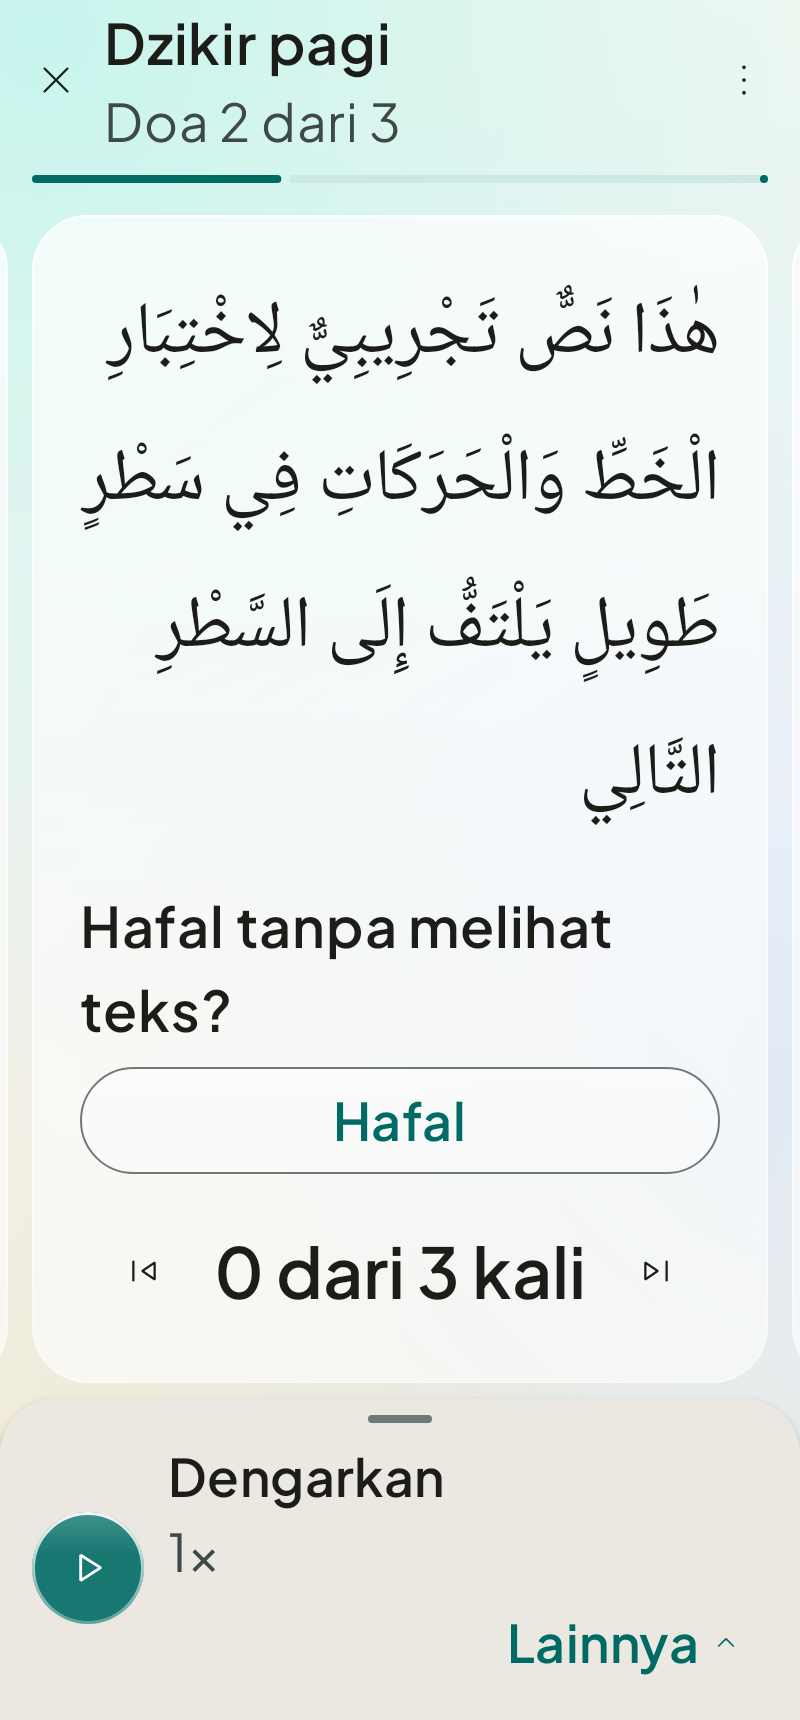 Dzikir pagi
Doa 2 dari 3
هٰذَا نَصٌّ تَجْرِيبِيٌّ لِاخْتِبَارِ
الْخَطِّ وَالْحَرَكَاتِ فِي سَطْرٍ
طَوِيلٍ يَلْتَفُّ إِلَى السَّطْرِ
التَّالِي
Hafal tanpa melihat
teks?
Hafal
0 dari 3 kali
Dengarkan
1×
Lainnya